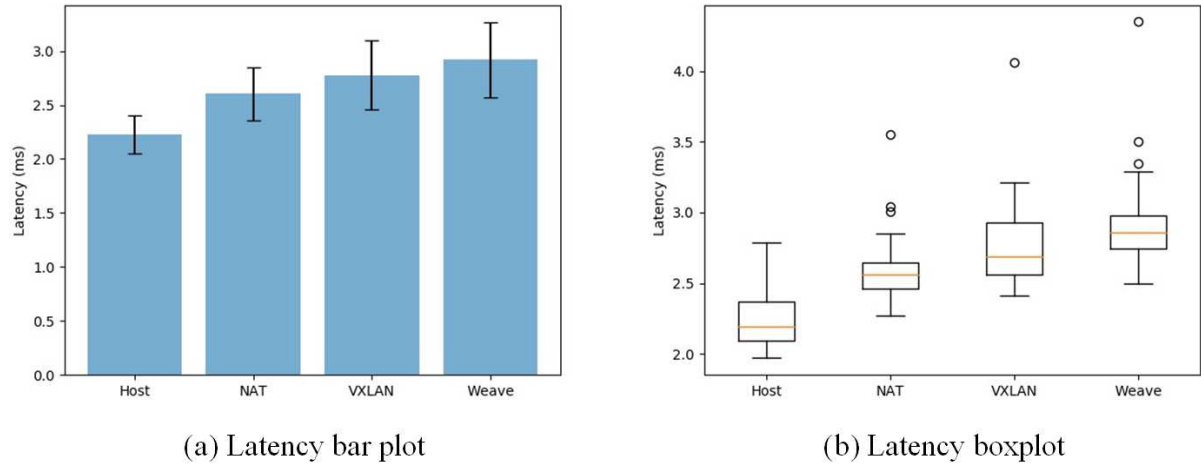 Latency (ms)
3.0
2.5
2.0
1.5
1.0
0.5
0.0
Host NAT VXLAN Weave
(a) Latency bar plot
Latency (ms)
4.0
3.5
3.0
2.5
2.0
Host NAT VXLAN Weave
(b) Latency boxplot